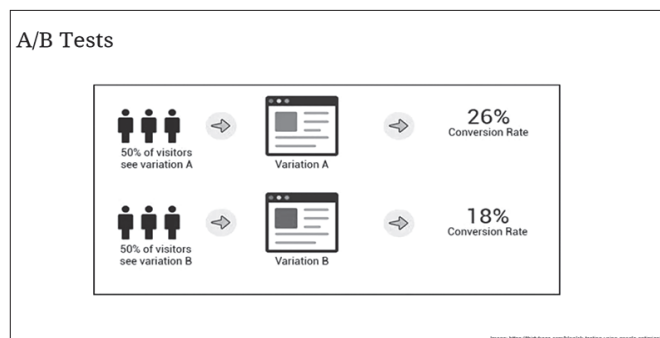 A/B Tests
50% of visitors
see variation A
Variation A
26%
Conversion Rate
50% of visitors
see variation B
Variation B
18%
Conversion Rate